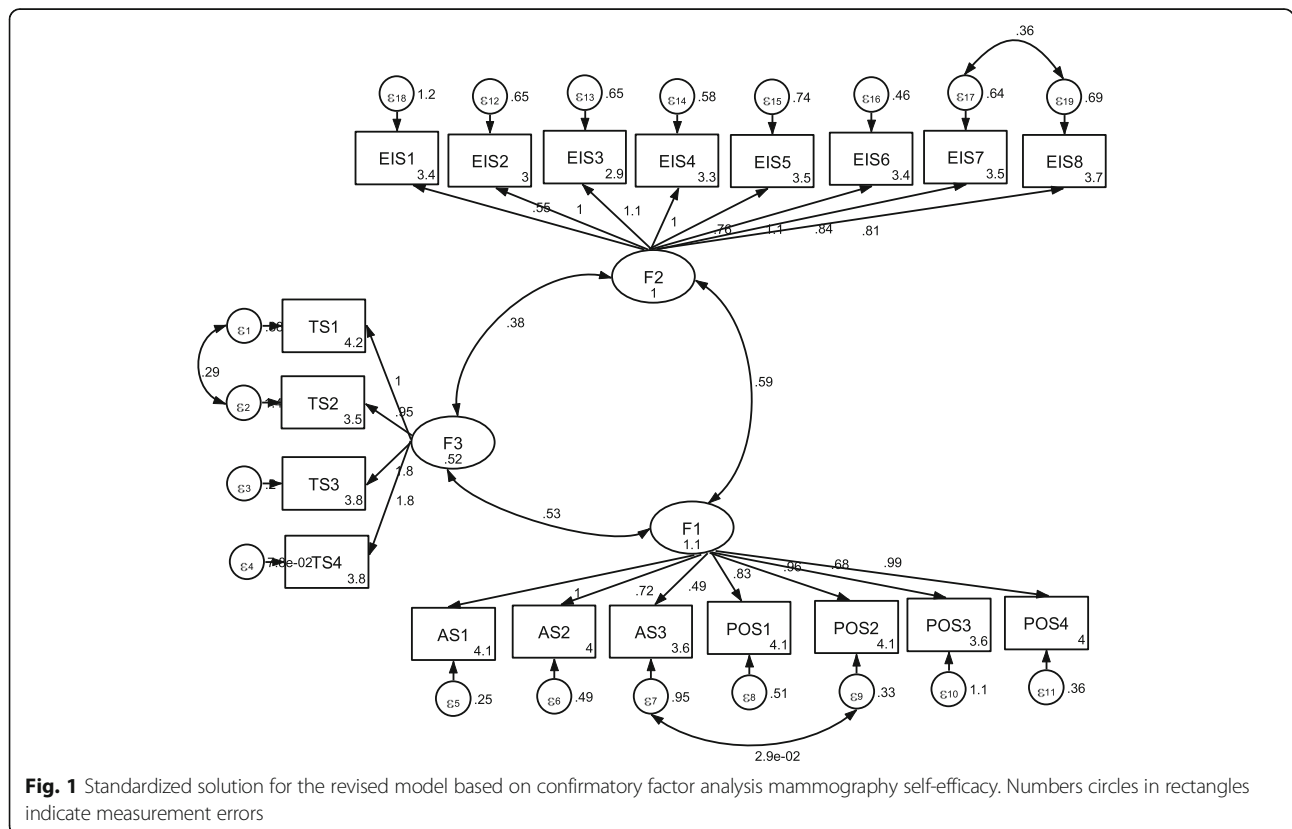 .36
ε18 1.2 ε12 .65 ε13 .65 ε14 .58 ε15 .74 ε16 .46 ε17 .64 ε19 .69
EIS1 EIS2 EIS3 EIS4 EIS5 EIS6 EIS7 EIS8
3.4 3 2.9 3.3 3.5 3.4 3.5 3.7
.55 1 1.1 1 .76 1.1 .84 .81
F2
1
ε1 TS1
4.2
.38
.29
1
.59
ε2 TS2
3.5
.95
F3
.52
ε3 TS3
3.8
1.8
1.8
.53
F1
1.1
ε4 TS4
3.8
1 .72 .49 .83 .96 .68 .99
AS1 AS2 AS3 POS1 POS2 POS3 POS4
4.1 4 3.6 4.1 4.1 3.6 4
ε5 .25 ε6 .49 ε7 .95 ε8 .51 ε9 .33 ε10 1.1 ε11 .36
2.9e-02
Fig. 1 Standardized solution for the revised model based on confirmatory factor analysis mammography self-efficacy. Numbers circles in rectangles
indicate measurement errors